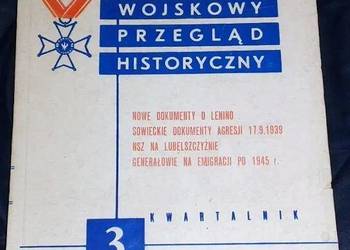 WOJSKOWY
PRZEGLĄD
HISTORYCZNY
NOWE DOKUMENTY O LENINO
SOWIECKIE DOKUMENTY AGRESJI 17.9.1939
NSZ NA LUBELSZCZYŹNIE
GENERAŁOWIE NA EMIGRACJI PO 1945 r.
KWARTALNIK
3